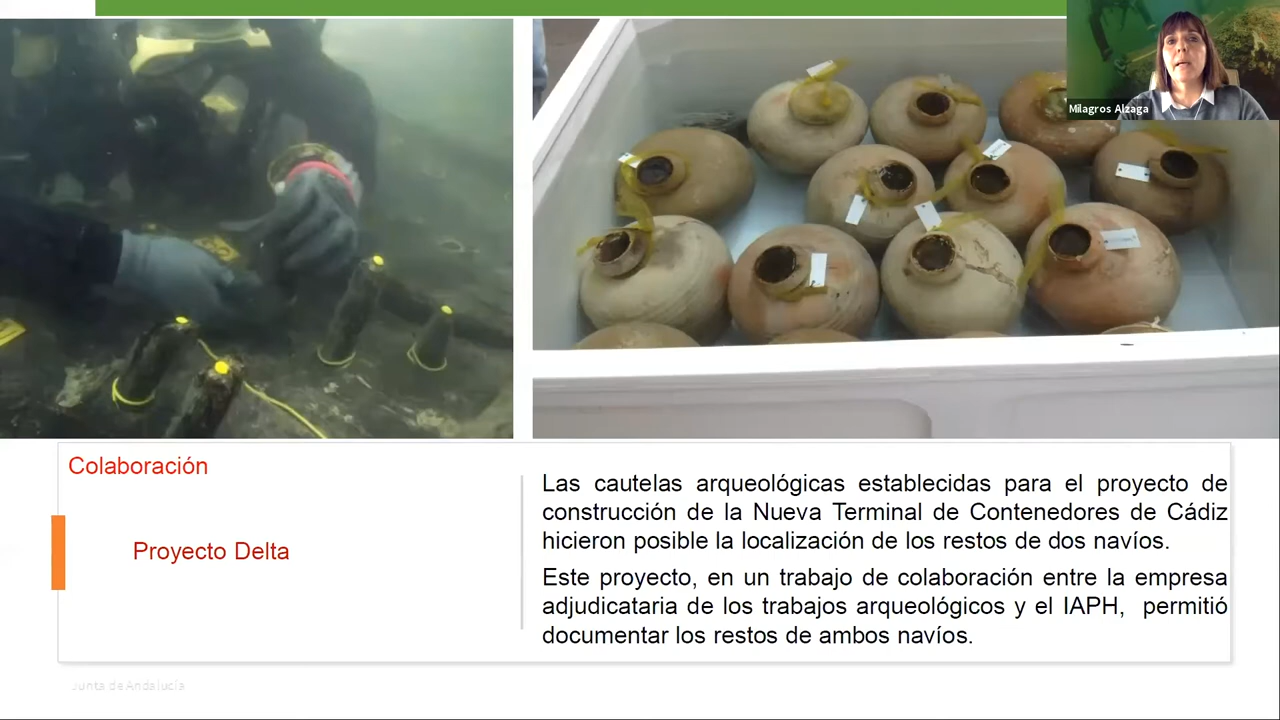 Milagros Alzaga
Colaboración
Proyecto Delta
Las cautelas arqueológicas establecidas para el proyecto de
construcción de la Nueva Terminal de Contenedores de Cádiz
hicieron posible la localización de los restos de dos navíos.
Este proyecto, en un trabajo de colaboración entre la empresa
adjudicataria de los trabajos arqueológicos y el IAPH, permitió
documentar los restos de ambos navíos.
Junta de Andalucía